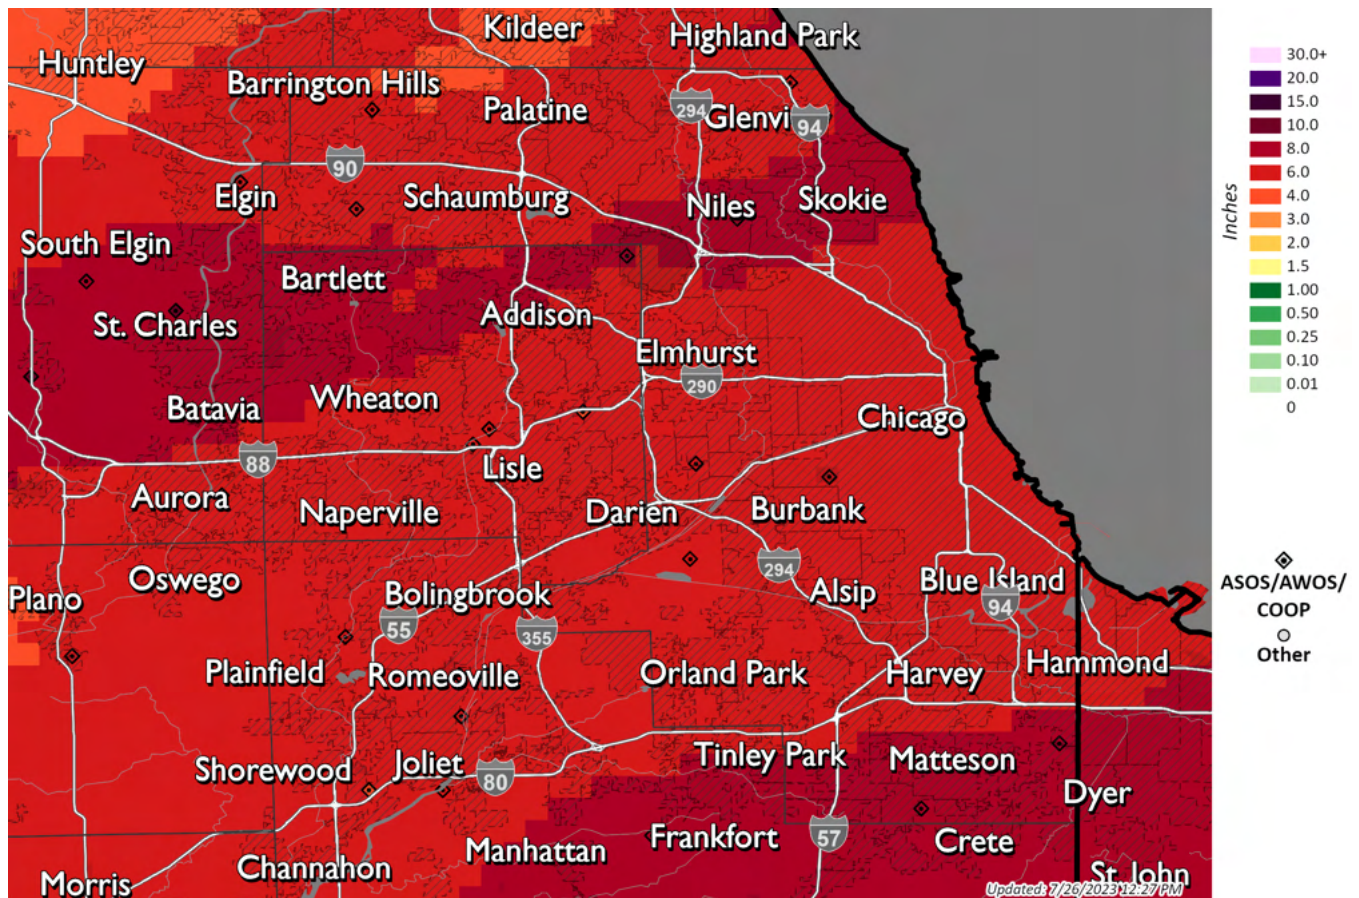 Kildeer
Highland Park
Huntley
Barrington Hills
Palatine
294
Glenvi
94
90
Elgin
Schaumburg
Niles
Skokie
South Elgin
Bartlett
St. Charles
Addison
Elmhurst
290
Wheaton
Batavia
Chicago
88
Lisle
Aurora
Naperville
Darien
Burbank
Oswego
294
Blue Island
Plano
Bolingbrook
Alsip
94
55
355
Plainfield
Romeoville
Orland Park
Harvey
Hammond
Shorewood
Joliet
80
Tinley Park
Matteson
Dyer
Manhattan
Frankfort
57
Crete
Channahon
Morris
St. John
Updated: 7/26/2023 12:27 PM
Inches
30.0+
20.0
15.0
10.0
8.0
6.0
4.0
3.0
2.0
1.5
1.00
0.50
0.25
0.10
0.01
0
ASOS/AWOS/
COOP
Other